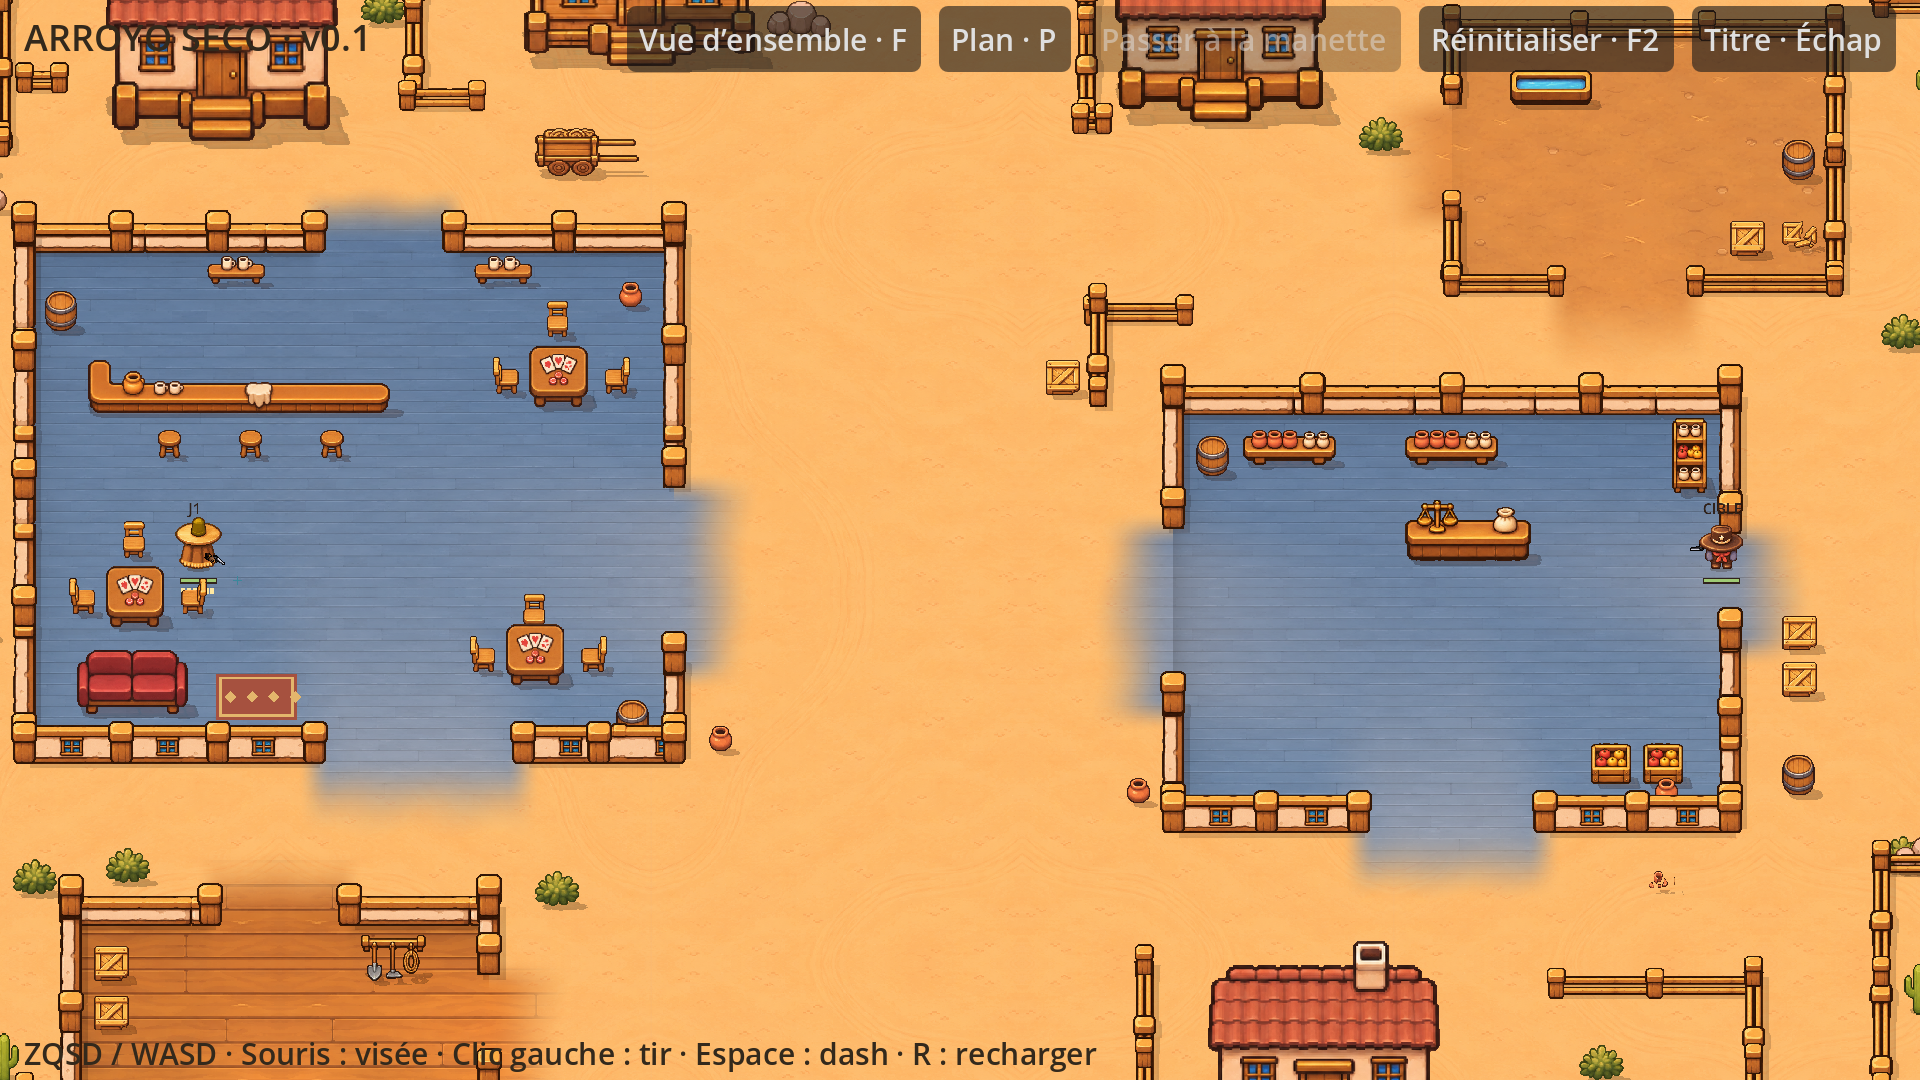 ARROYO SECO · v0.1
Vue d’ensemble · F
Plan · P
Passer à la manette
Réinitialiser · F2
Titre · Échap
J1
CIBLE
ZQSD / WASD · Souris : visée · Clic gauche : tir · Espace : dash · R : recharger